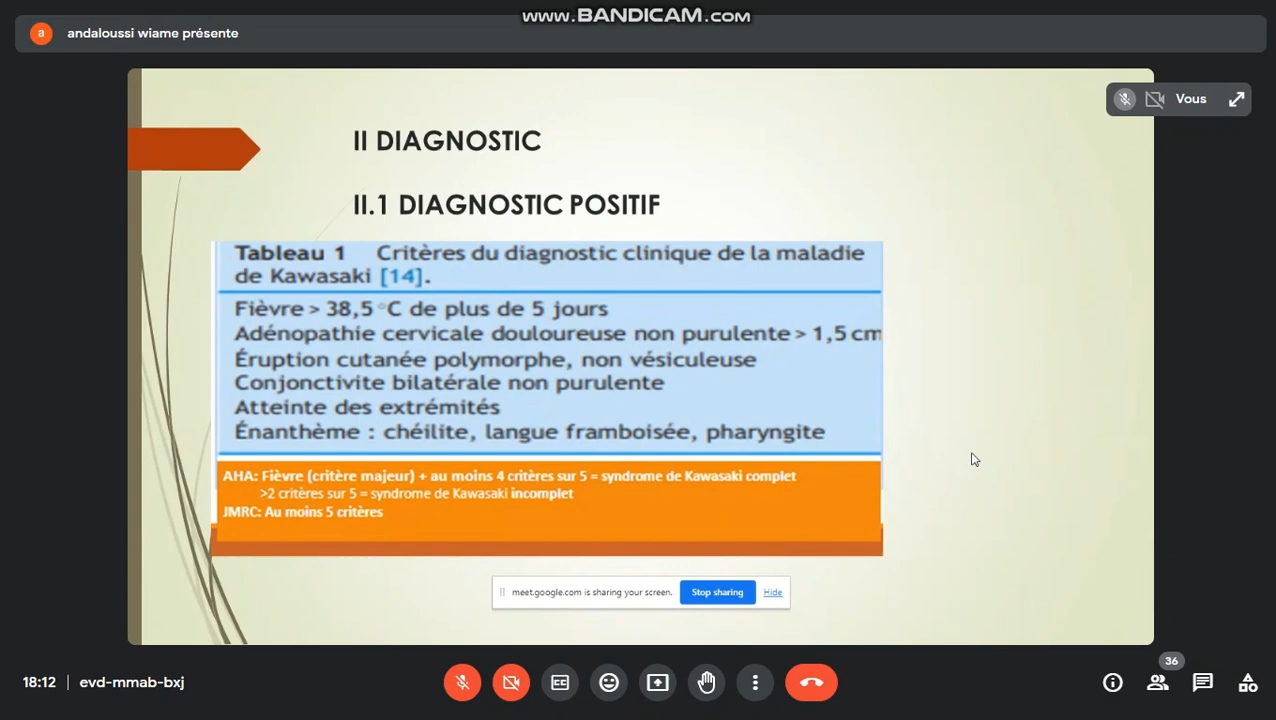 www.BANDICAM.com
a
andaloussi wiame présente
Vous
II DIAGNOSTIC
II.1 DIAGNOSTIC POSITIF
Tableau 1 Critères du diagnostic clinique de la maladie
de Kawasaki [14].
Fièvre > 38,5 °C de plus de 5 jours
Adénopathie cervicale douloureuse non purulente > 1,5 cm
Éruption cutanée polymorphe, non vésiculeuse
Conjonctivite bilatérale non purulente
Atteinte des extrémités
Énanthème : chéilite, langue framboisée, pharyngite
AHA: Fièvre (critère majeur) + au moins 4 critères sur 5 = syndrome de Kawasaki complet
>2 critères sur 5 = syndrome de Kawasaki incomplet
JMRC: Au moins 5 critères
meet.google.com is sharing your screen. Stop sharing Hide
36
18:12 | evd-mmab-bxj
CC